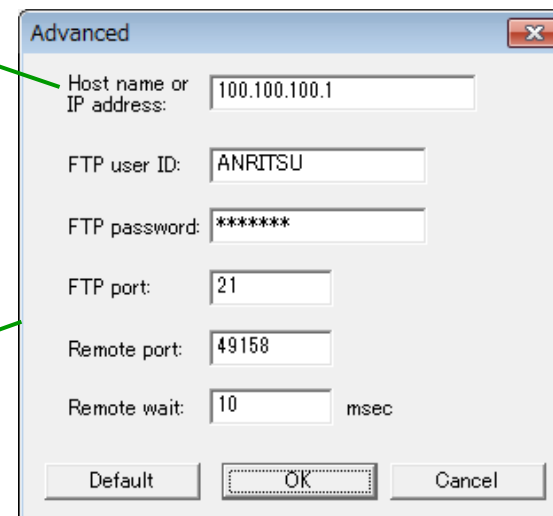 Advanced
Host name or
IP address:
100.100.100.1
FTP user ID:
ANRITSU
FTP password:
*******
FTP port:
21
Remote port:
49158
Remote wait:
10
msec
Default
OK
Cancel